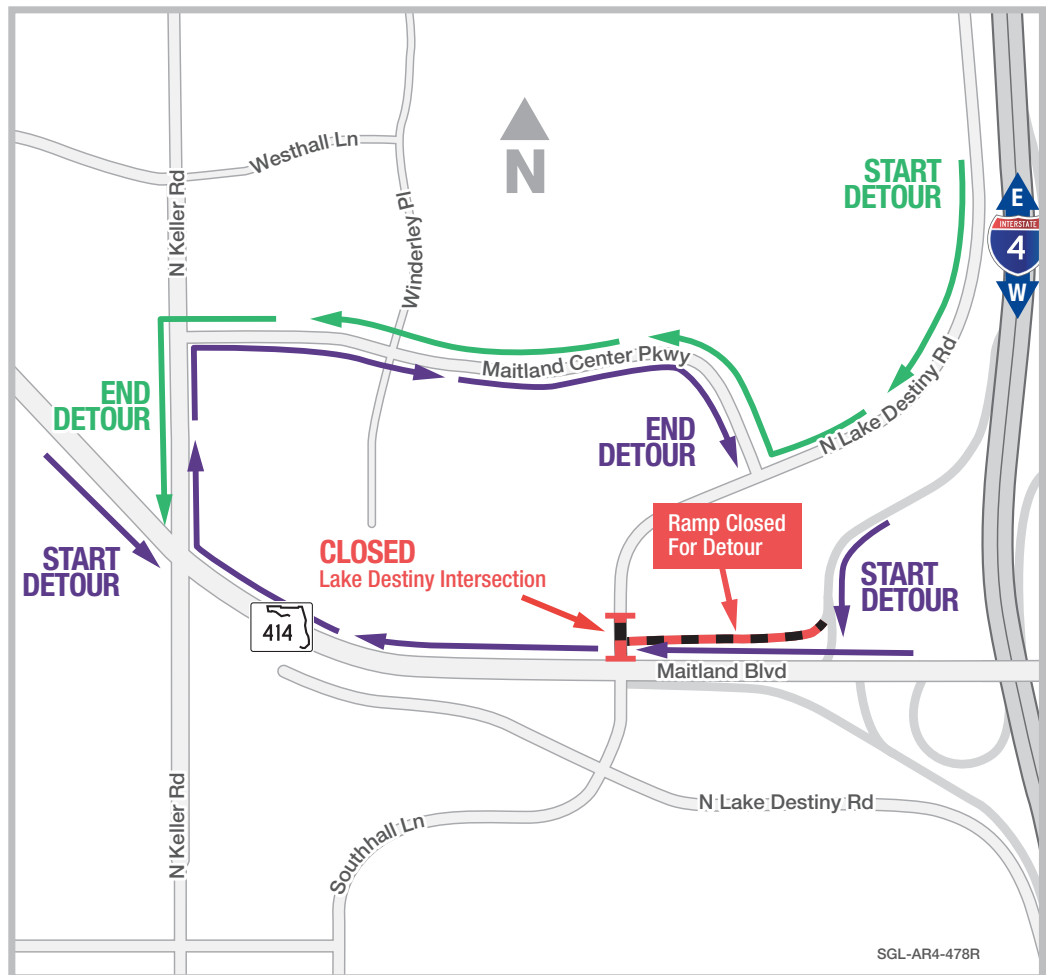 Westhall Ln
N Keller Rd
Winderley Pl
N
START
DETOUR
E
INTERSTATE
4
W
Maitland Center Pkwy
N Lake Destiny Rd
END
DETOUR
END
DETOUR
Ramp Closed
For Detour
CLOSED
Lake Destiny Intersection
START
DETOUR
START
DETOUR
414
Maitland Blvd
N Keller Rd
N Lake Destiny Rd
Southhall Ln
SGL-AR4-478R